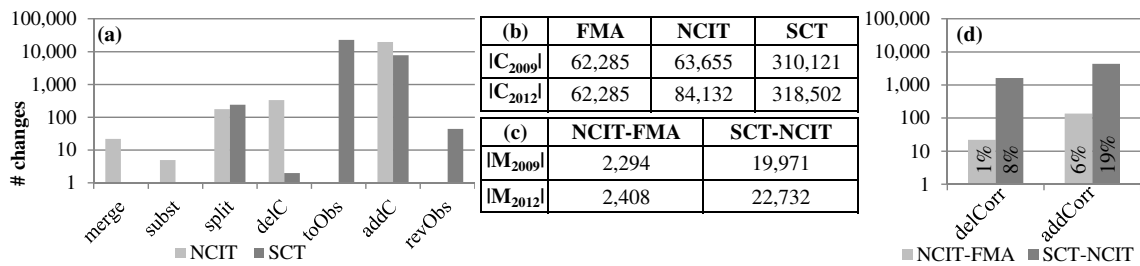 # changes
100,000
10,000
1,000
100
10
1
(a)
merge
subst
split
delC
toObs
addC
revObs
NCIT SCT
(b) FMA NCIT SCT
|C2009| 62,285 63,655 310,121
|C2012| 62,285 84,132 318,502
(c) NCIT-FMA SCT-NCIT
|M2009| 2,294 19,971
|M2012| 2,408 22,732
100,000
10,000
1,000
100
10
1
(d)
1%
8%
6%
19%
delCorr
addCorr
NCIT-FMA SCT-NCIT